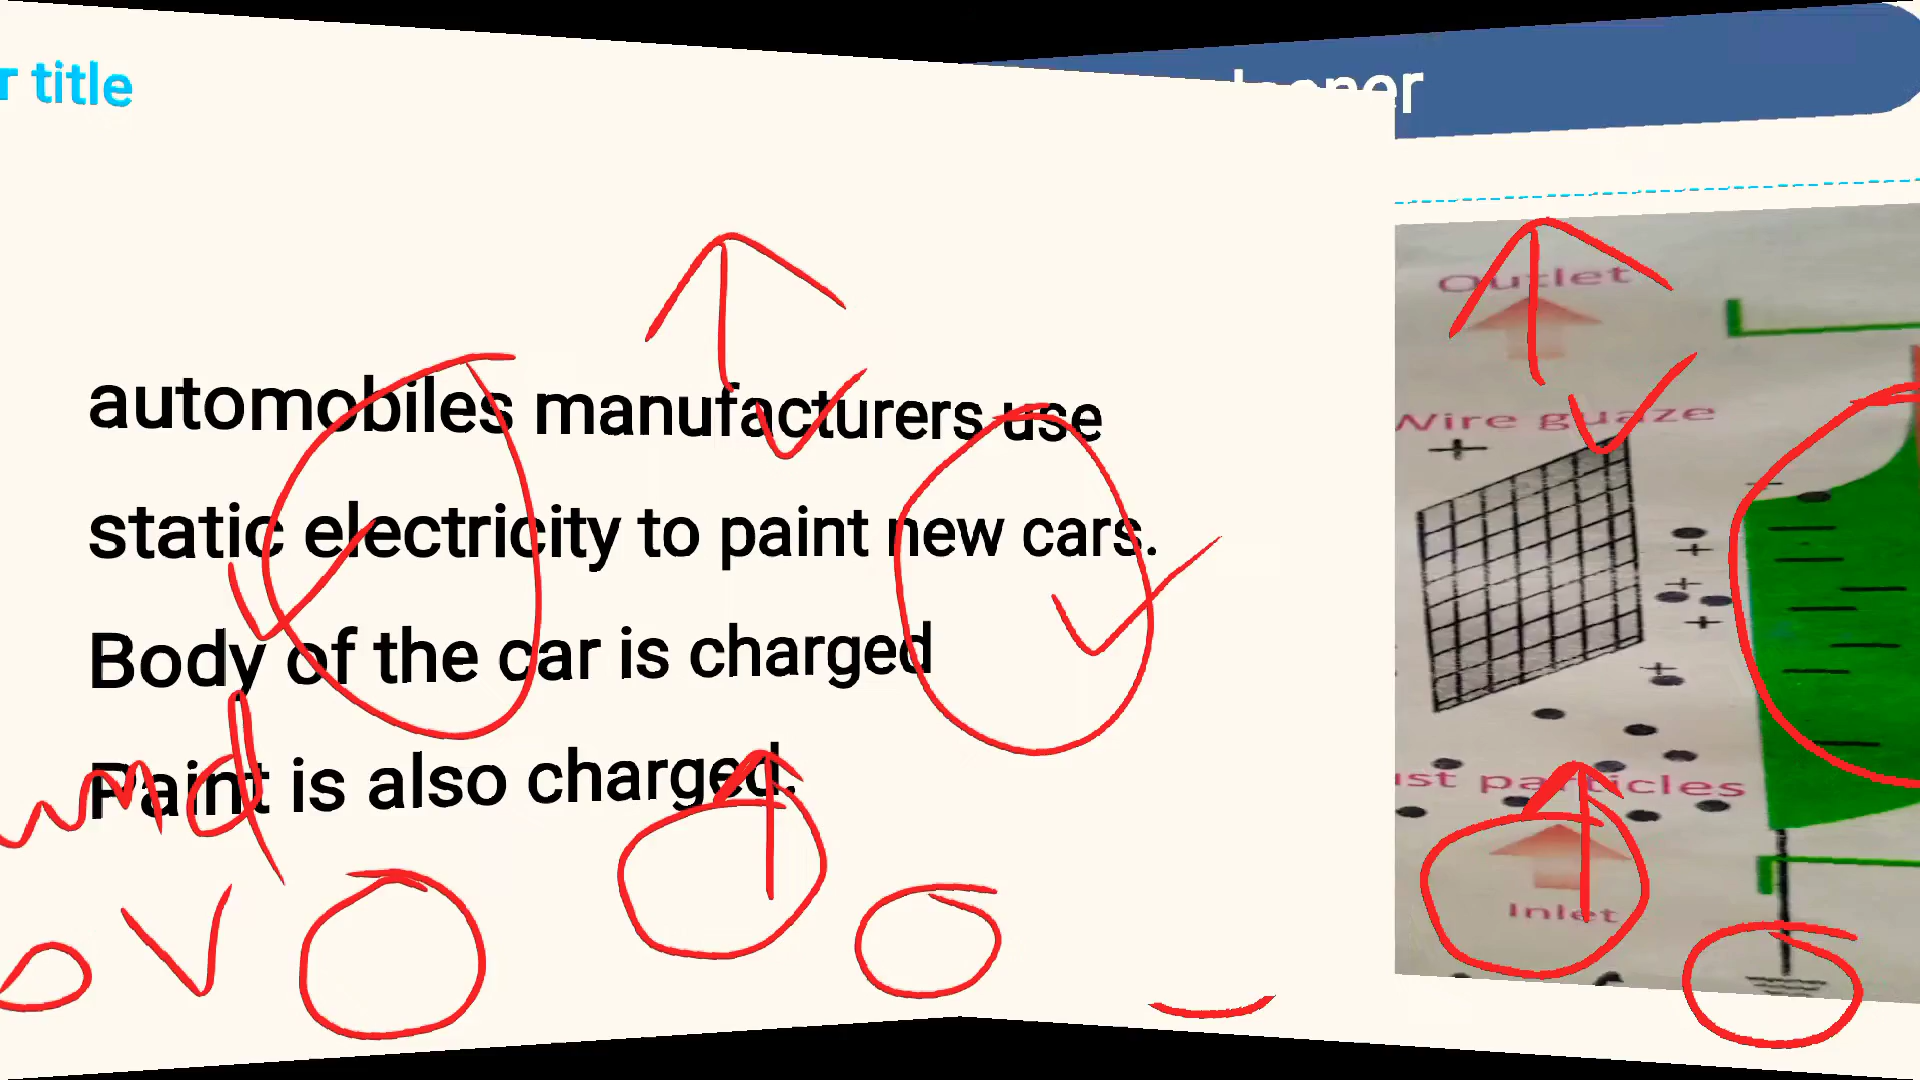 title
automobiles manufacturers use
static electricity to paint new cars.
Body of the car is charged
Paint is also charged.
Outlet
Wire guaze
particles
Inlet